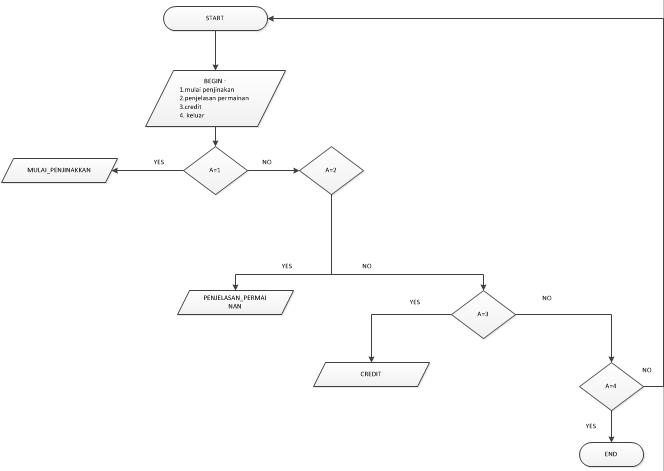 START
BEGIN :
1.mulai penjinakan
2.penjelasan permainan
3.credit
4. keluar
YES
NO
MULAI_PENJINAKKAN
A=1
A=2
YES
NO
PENJELASAN_PERMAI
NAN
YES
NO
A=3
CREDIT
NO
A=4
YES
END